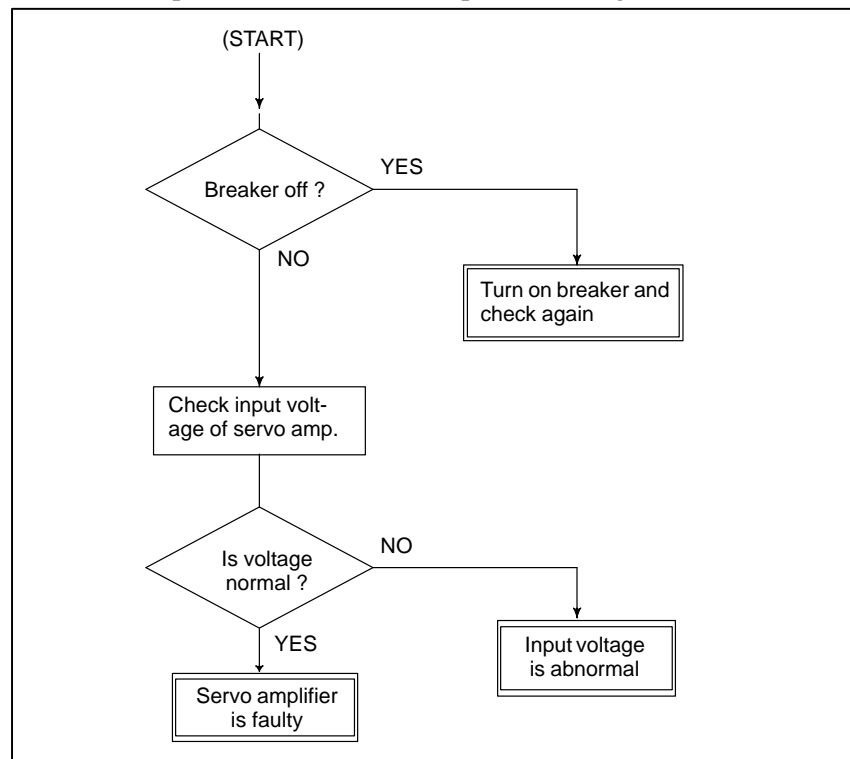 (START)
Breaker off ?
YES
NO
Turn on breaker and
check again
Check input volt-
age of servo amp.
Is voltage
normal ?
NO
YES
Input voltage
is abnormal
Servo amplifier
is faulty